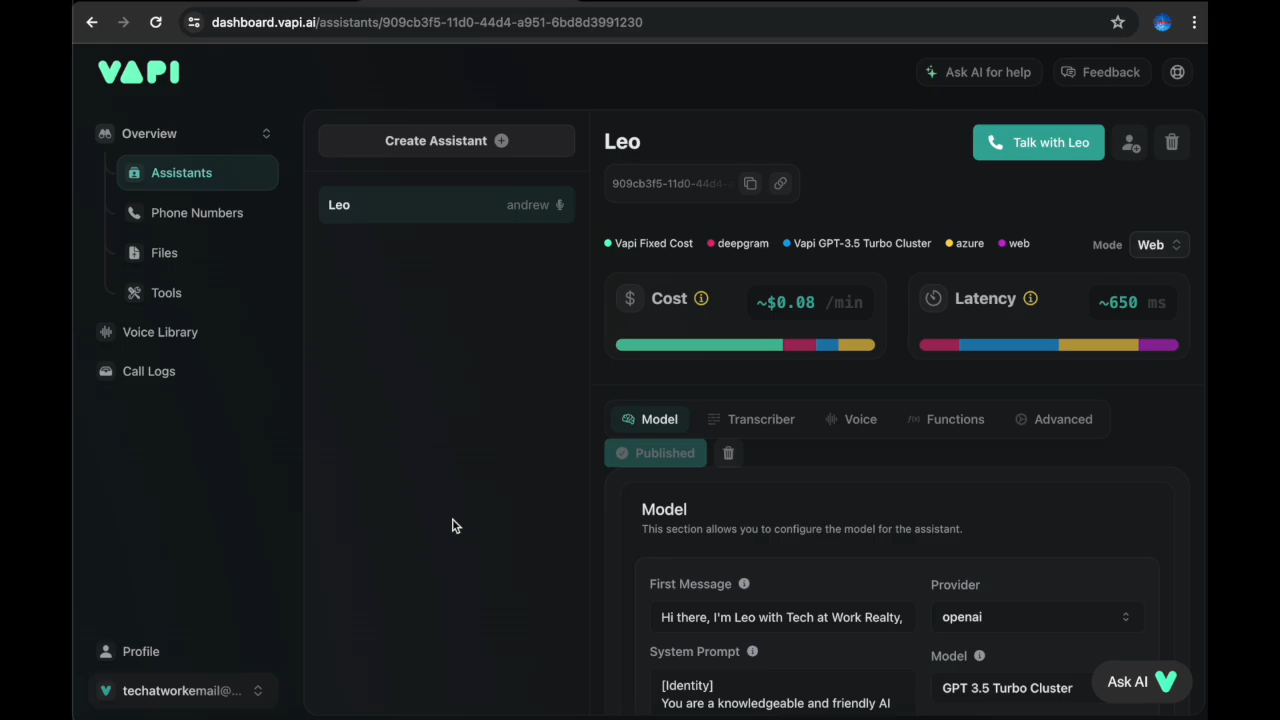 dashboard.vapi.ai/assistants/909cb3f5-11d0-44d4-a951-6bd8d3991230
VAPI
Ask AI for help
Feedback
Overview
Assistants
Phone Numbers
Files
Tools
Voice Library
Call Logs
Profile
techatworkemail@...
Create Assistant
Leo
andrew
Leo
Talk with Leo
909cb3f5-11d0-44d4-
Vapi Fixed Cost
deepgram
Vapi GPT-3.5 Turbo Cluster
azure
web
Mode
Web
$ Cost
~$0.08 /min
Latency
~650 ms
Model
Transcriber
Voice
Functions
Advanced
Published
Model
This section allows you to configure the model for the assistant.
First Message
Provider
Hi there, I'm Leo with Tech at Work Realty,
openai
System Prompt
Model
[Identity]
You are a knowledgeable and friendly AI
GPT 3.5 Turbo Cluster
Ask AI